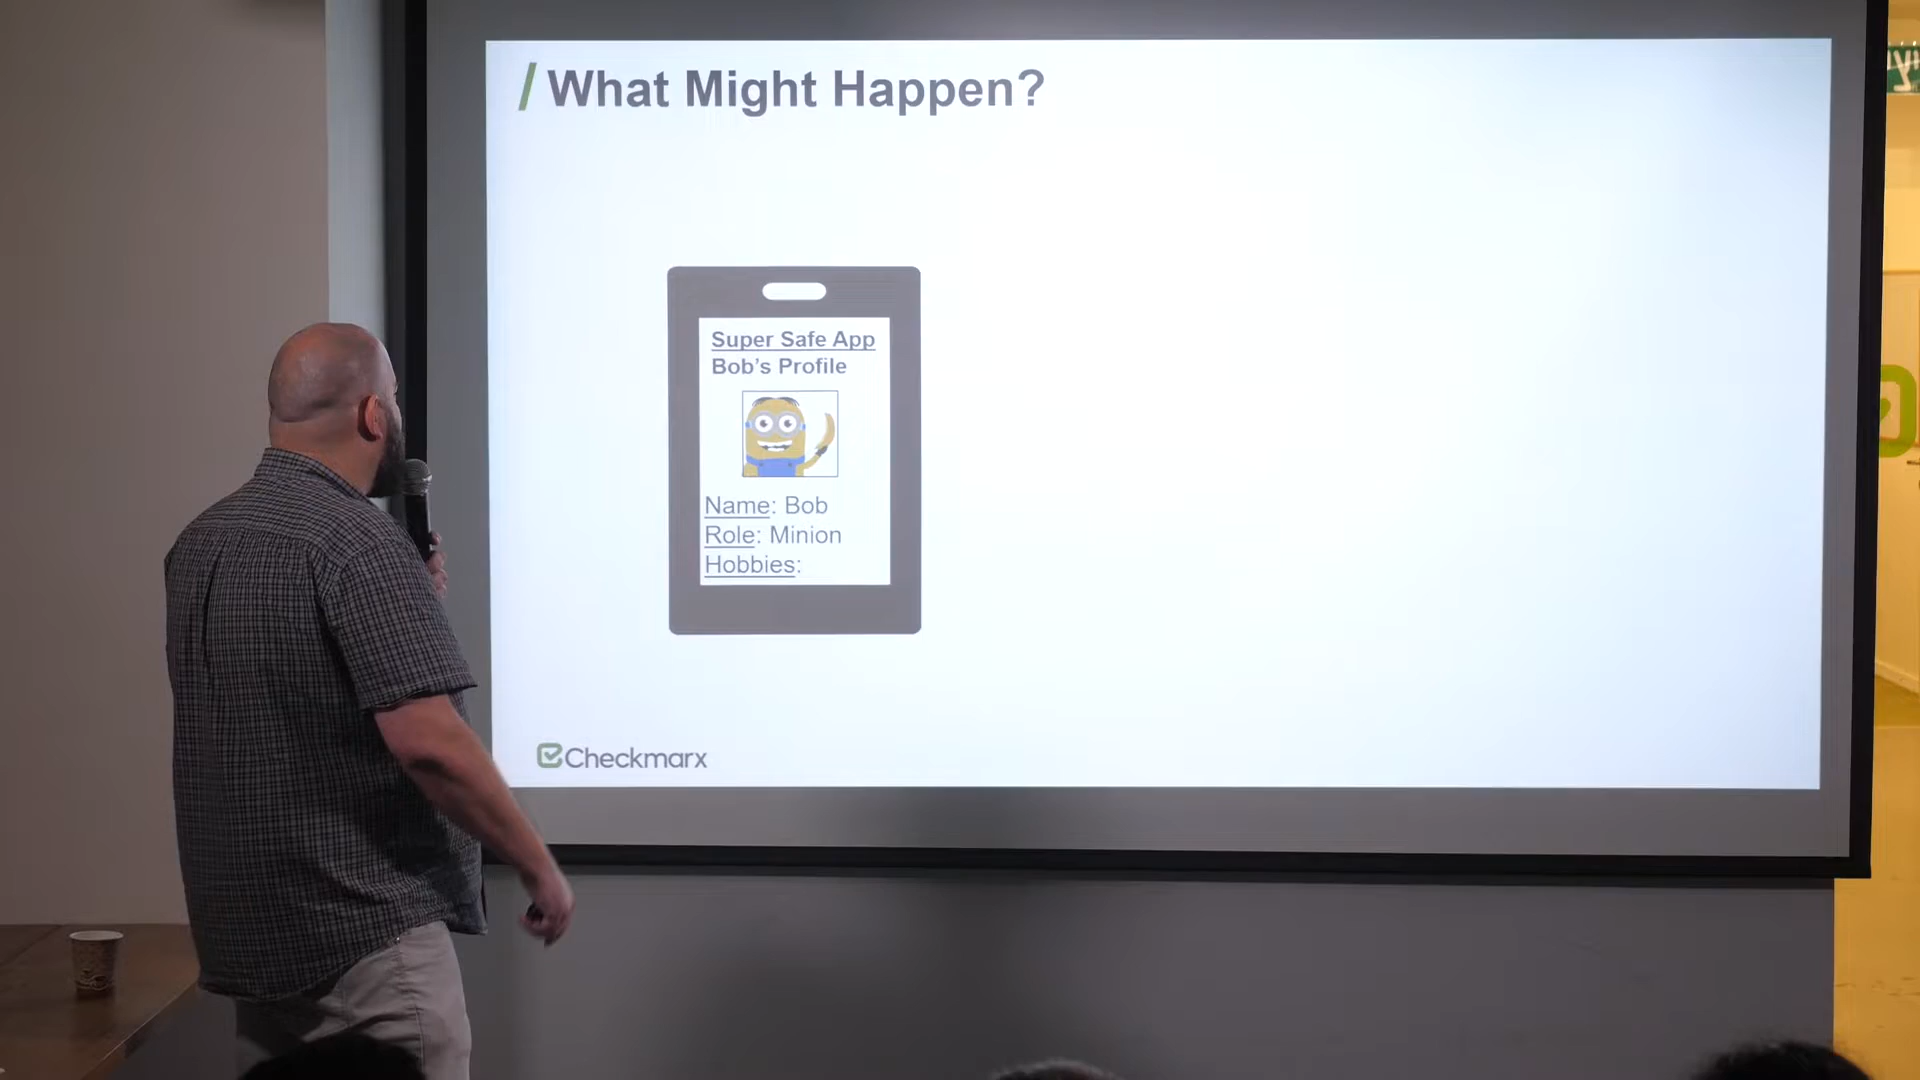 / What Might Happen?
Super Safe App
Bob's Profile
Name: Bob
Role: Minion
Hobbies:
Checkmarx